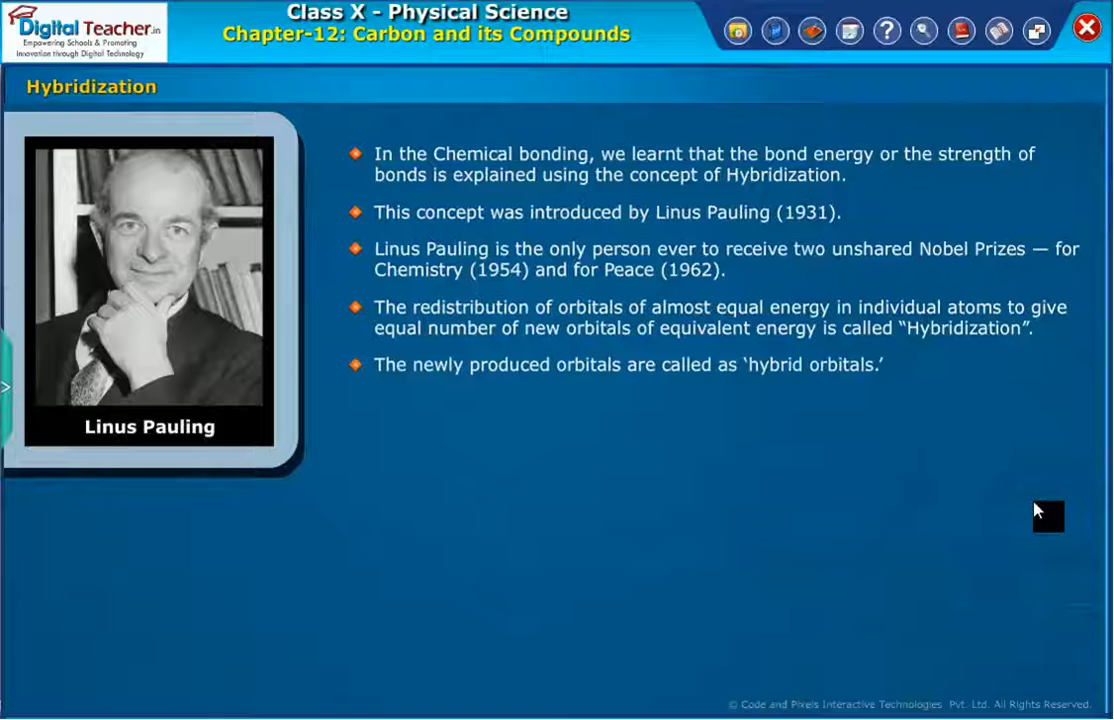 Digital Teacher.in
Empowering Schools & Promoting
Innovation through Digital Technology
Class X - Physical Science
Chapter-12: Carbon and its Compounds
?
Hybridization
In the Chemical bonding, we learnt that the bond energy or the strength of
bonds is explained using the concept of Hybridization.
This concept was introduced by Linus Pauling (1931).
Linus Pauling is the only person ever to receive two unshared Nobel Prizes — for
Chemistry (1954) and for Peace (1962).
The redistribution of orbitals of almost equal energy in individual atoms to give
equal number of new orbitals of equivalent energy is called “Hybridization”.
The newly produced orbitals are called as ‘hybrid orbitals.’
Linus Pauling
© Code and Pixels Interactive Technologies Pvt. Ltd. All Rights Reserved.